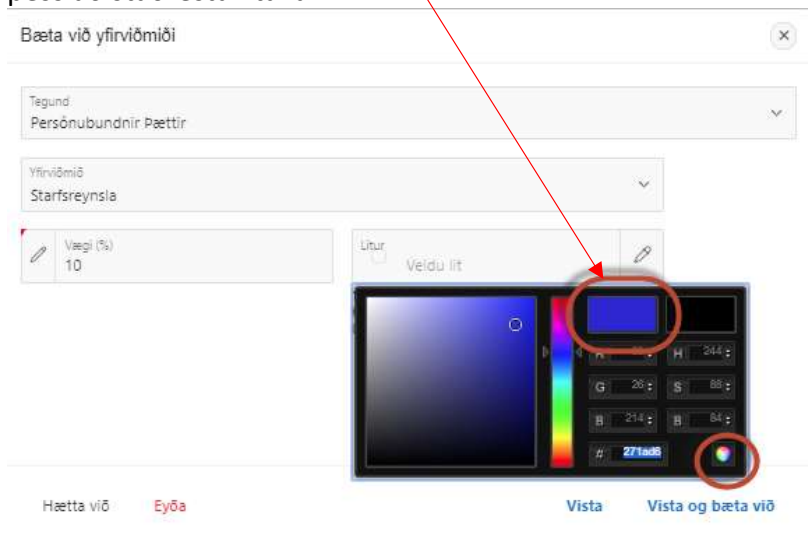 Bæta við yfirviðmiði
Tegund
Persónubundnir Þættir
Yfirviðmið
Starfsreynsla
Vægi (%)
10
Litur
Veldu lit
H 244
G 26 S 88
B 214 B 84
# 271ad6
Hætta við Eyða Vista Vista og bæta við